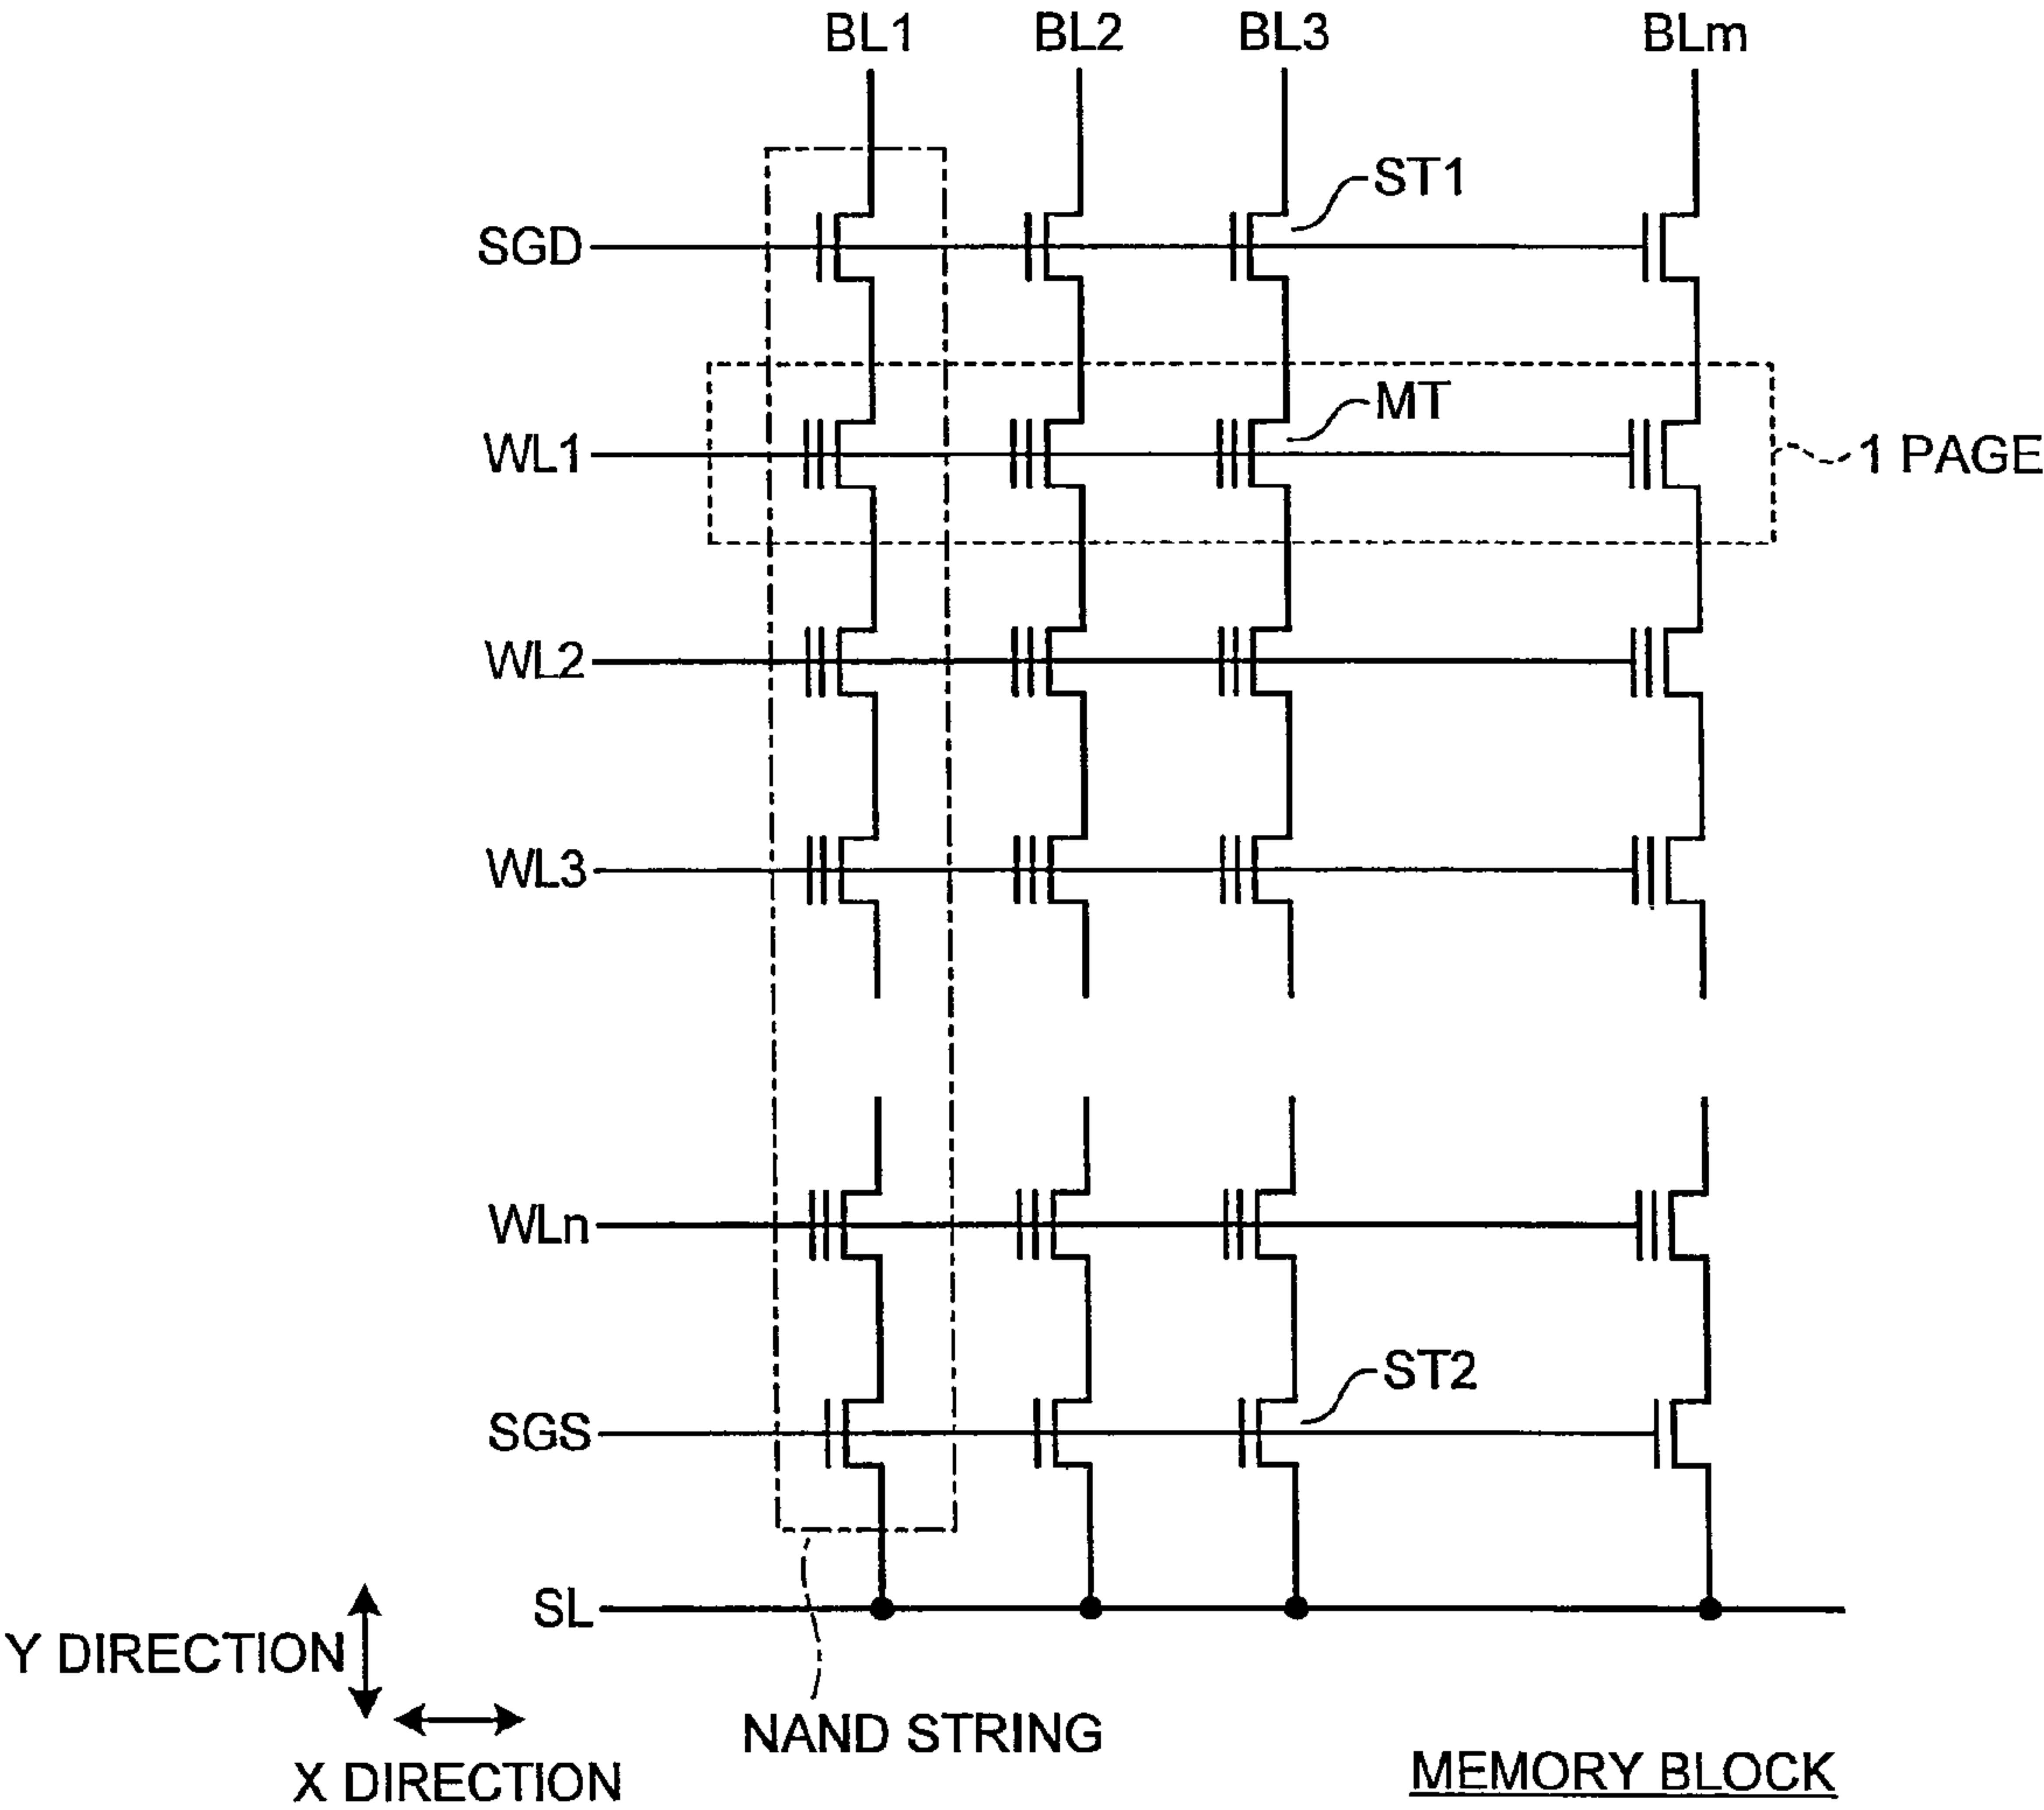 BL1 BL2 BL3 BLm
ST1
SGD
MT
WL1
1 PAGE
WL2
WL3
WLn
ST2
SGS
SL
Y DIRECTION
X DIRECTION
NAND STRING
MEMORY BLOCK